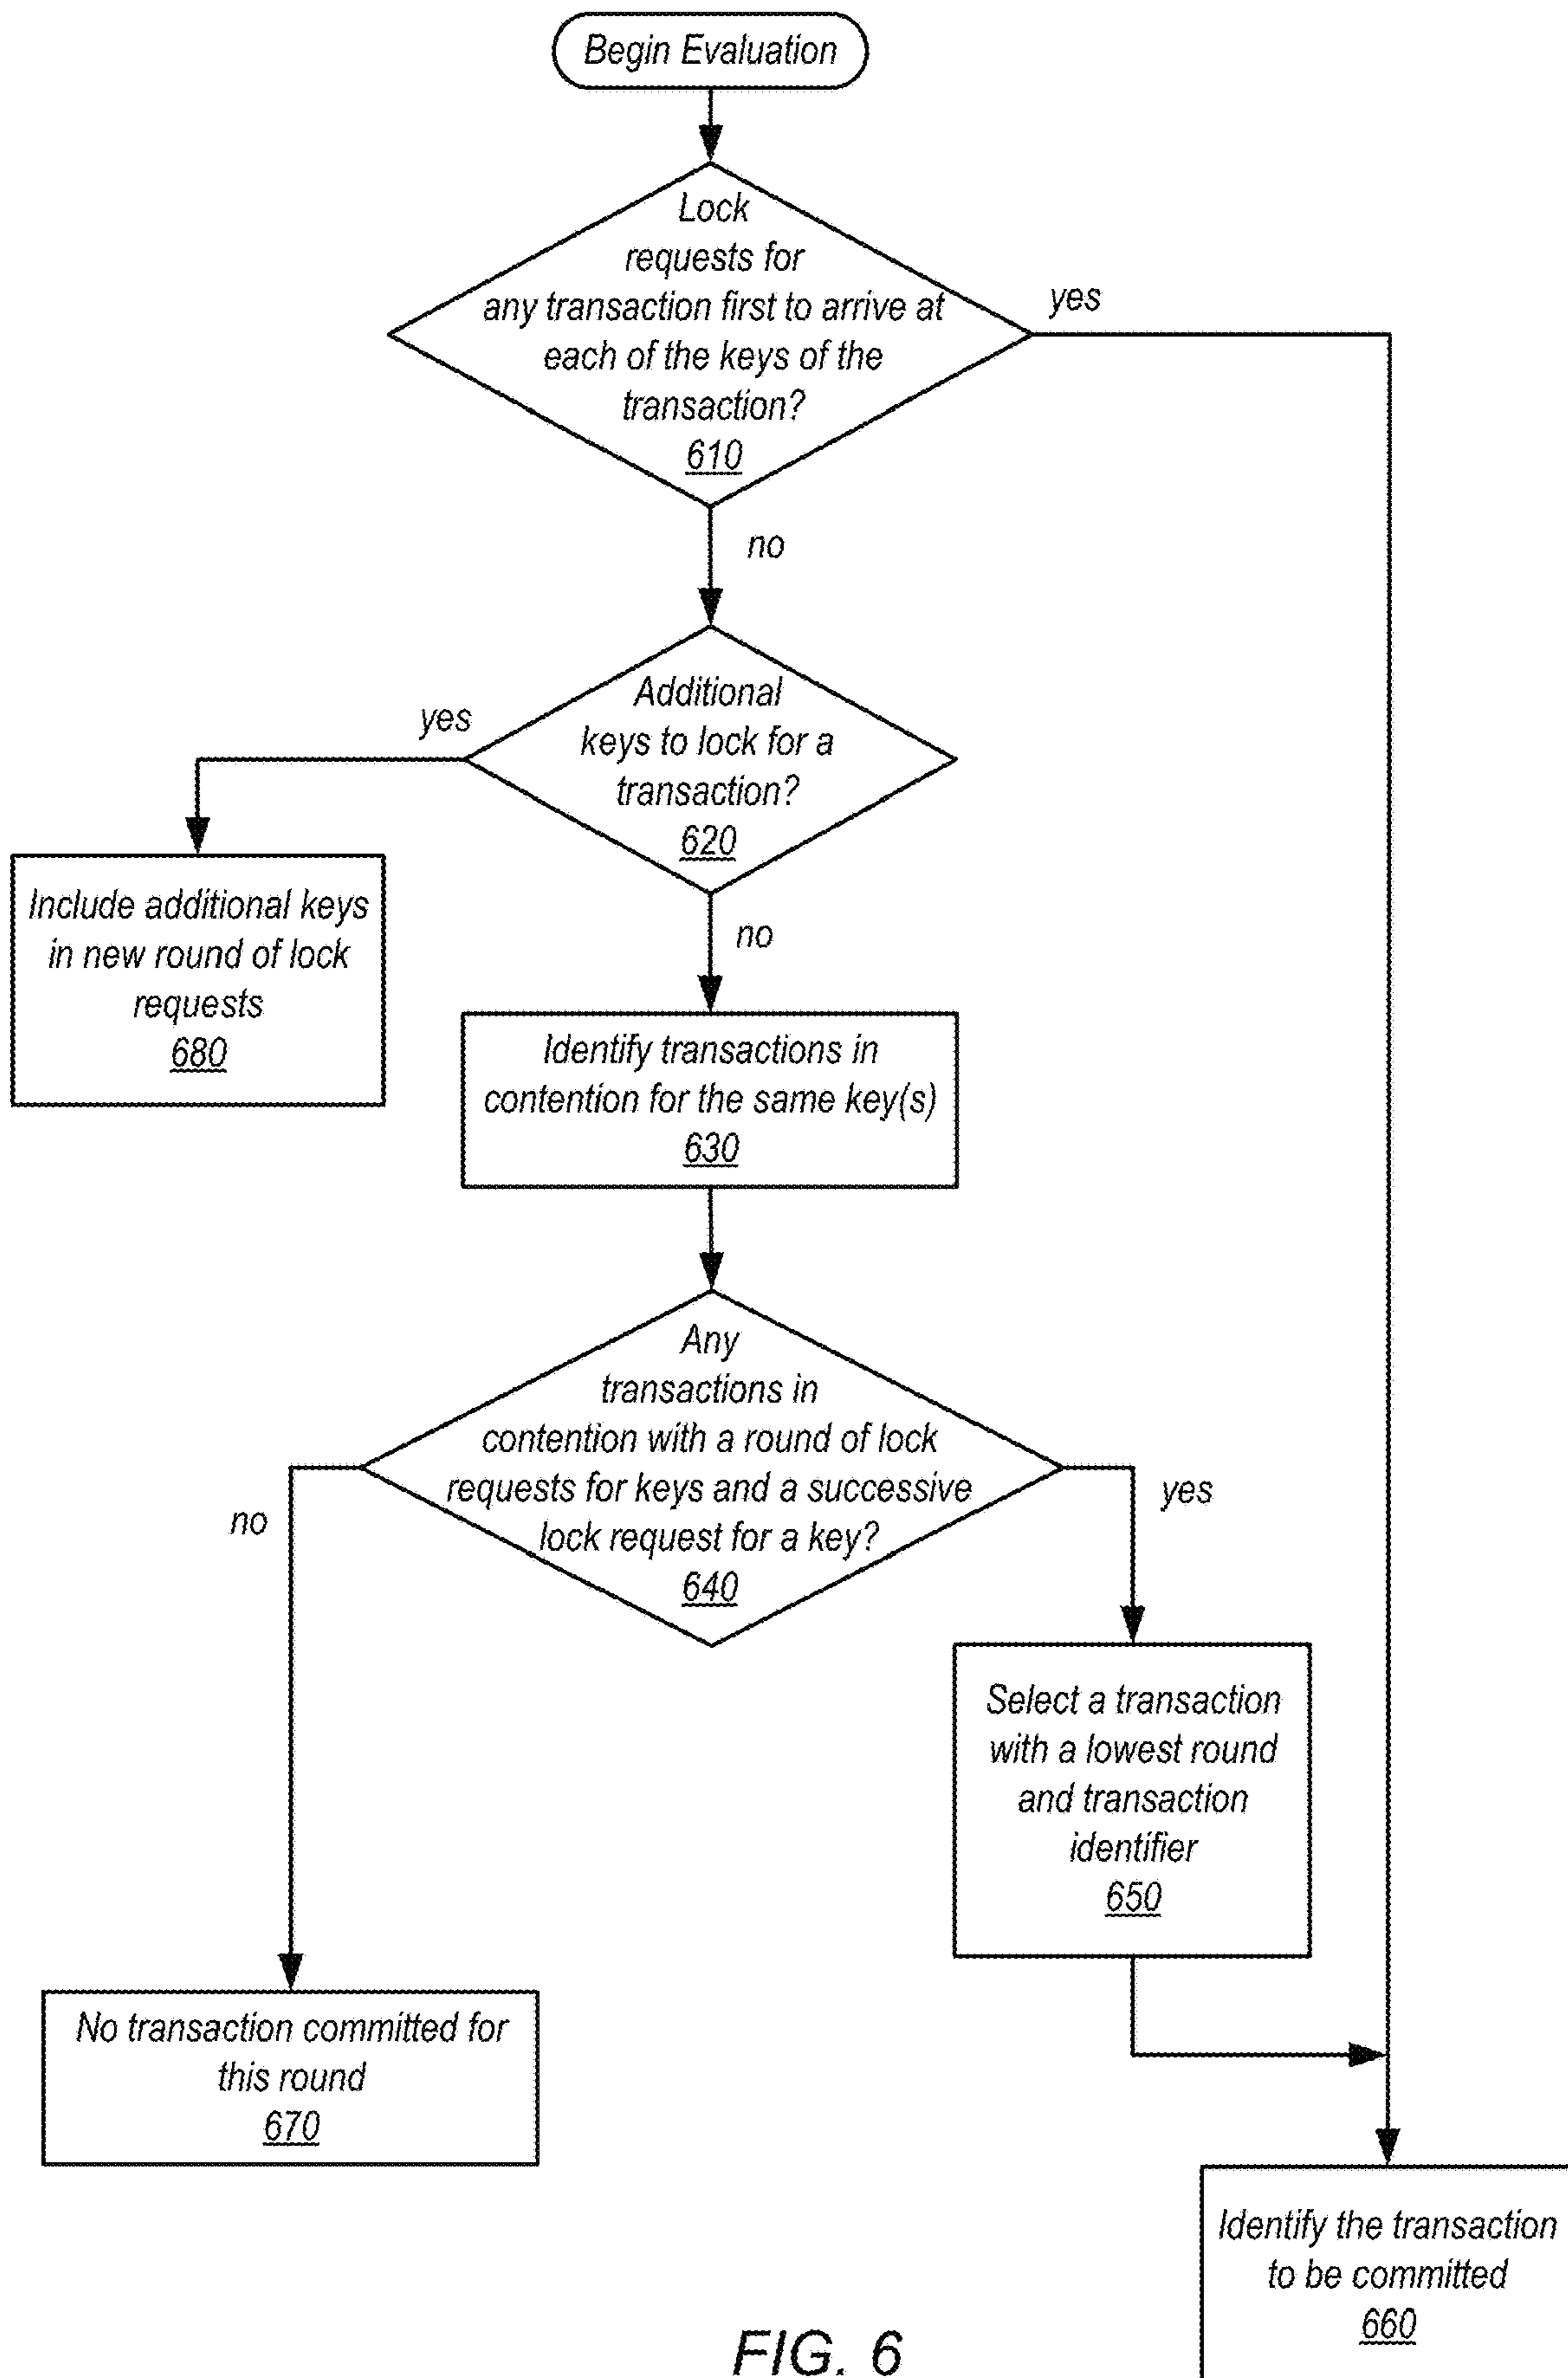 Begin Evaluation
Lock
requests for
any transaction first to arrive at
each of the keys of the
transaction?
610
yes
no
Additional
keys to lock for a
transaction?
620
yes
Include additional keys
in new round of lock
requests
680
no
Identify transactions in
contention for the same key(s)
630
Any
transactions in
contention with a round of lock
requests for keys and a successive
lock request for a key?
640
no
yes
Select a transaction
with a lowest round
and transaction
identifier
650
No transaction committed for
this round
670
Identify the transaction
to be committed
660
FIG. 6